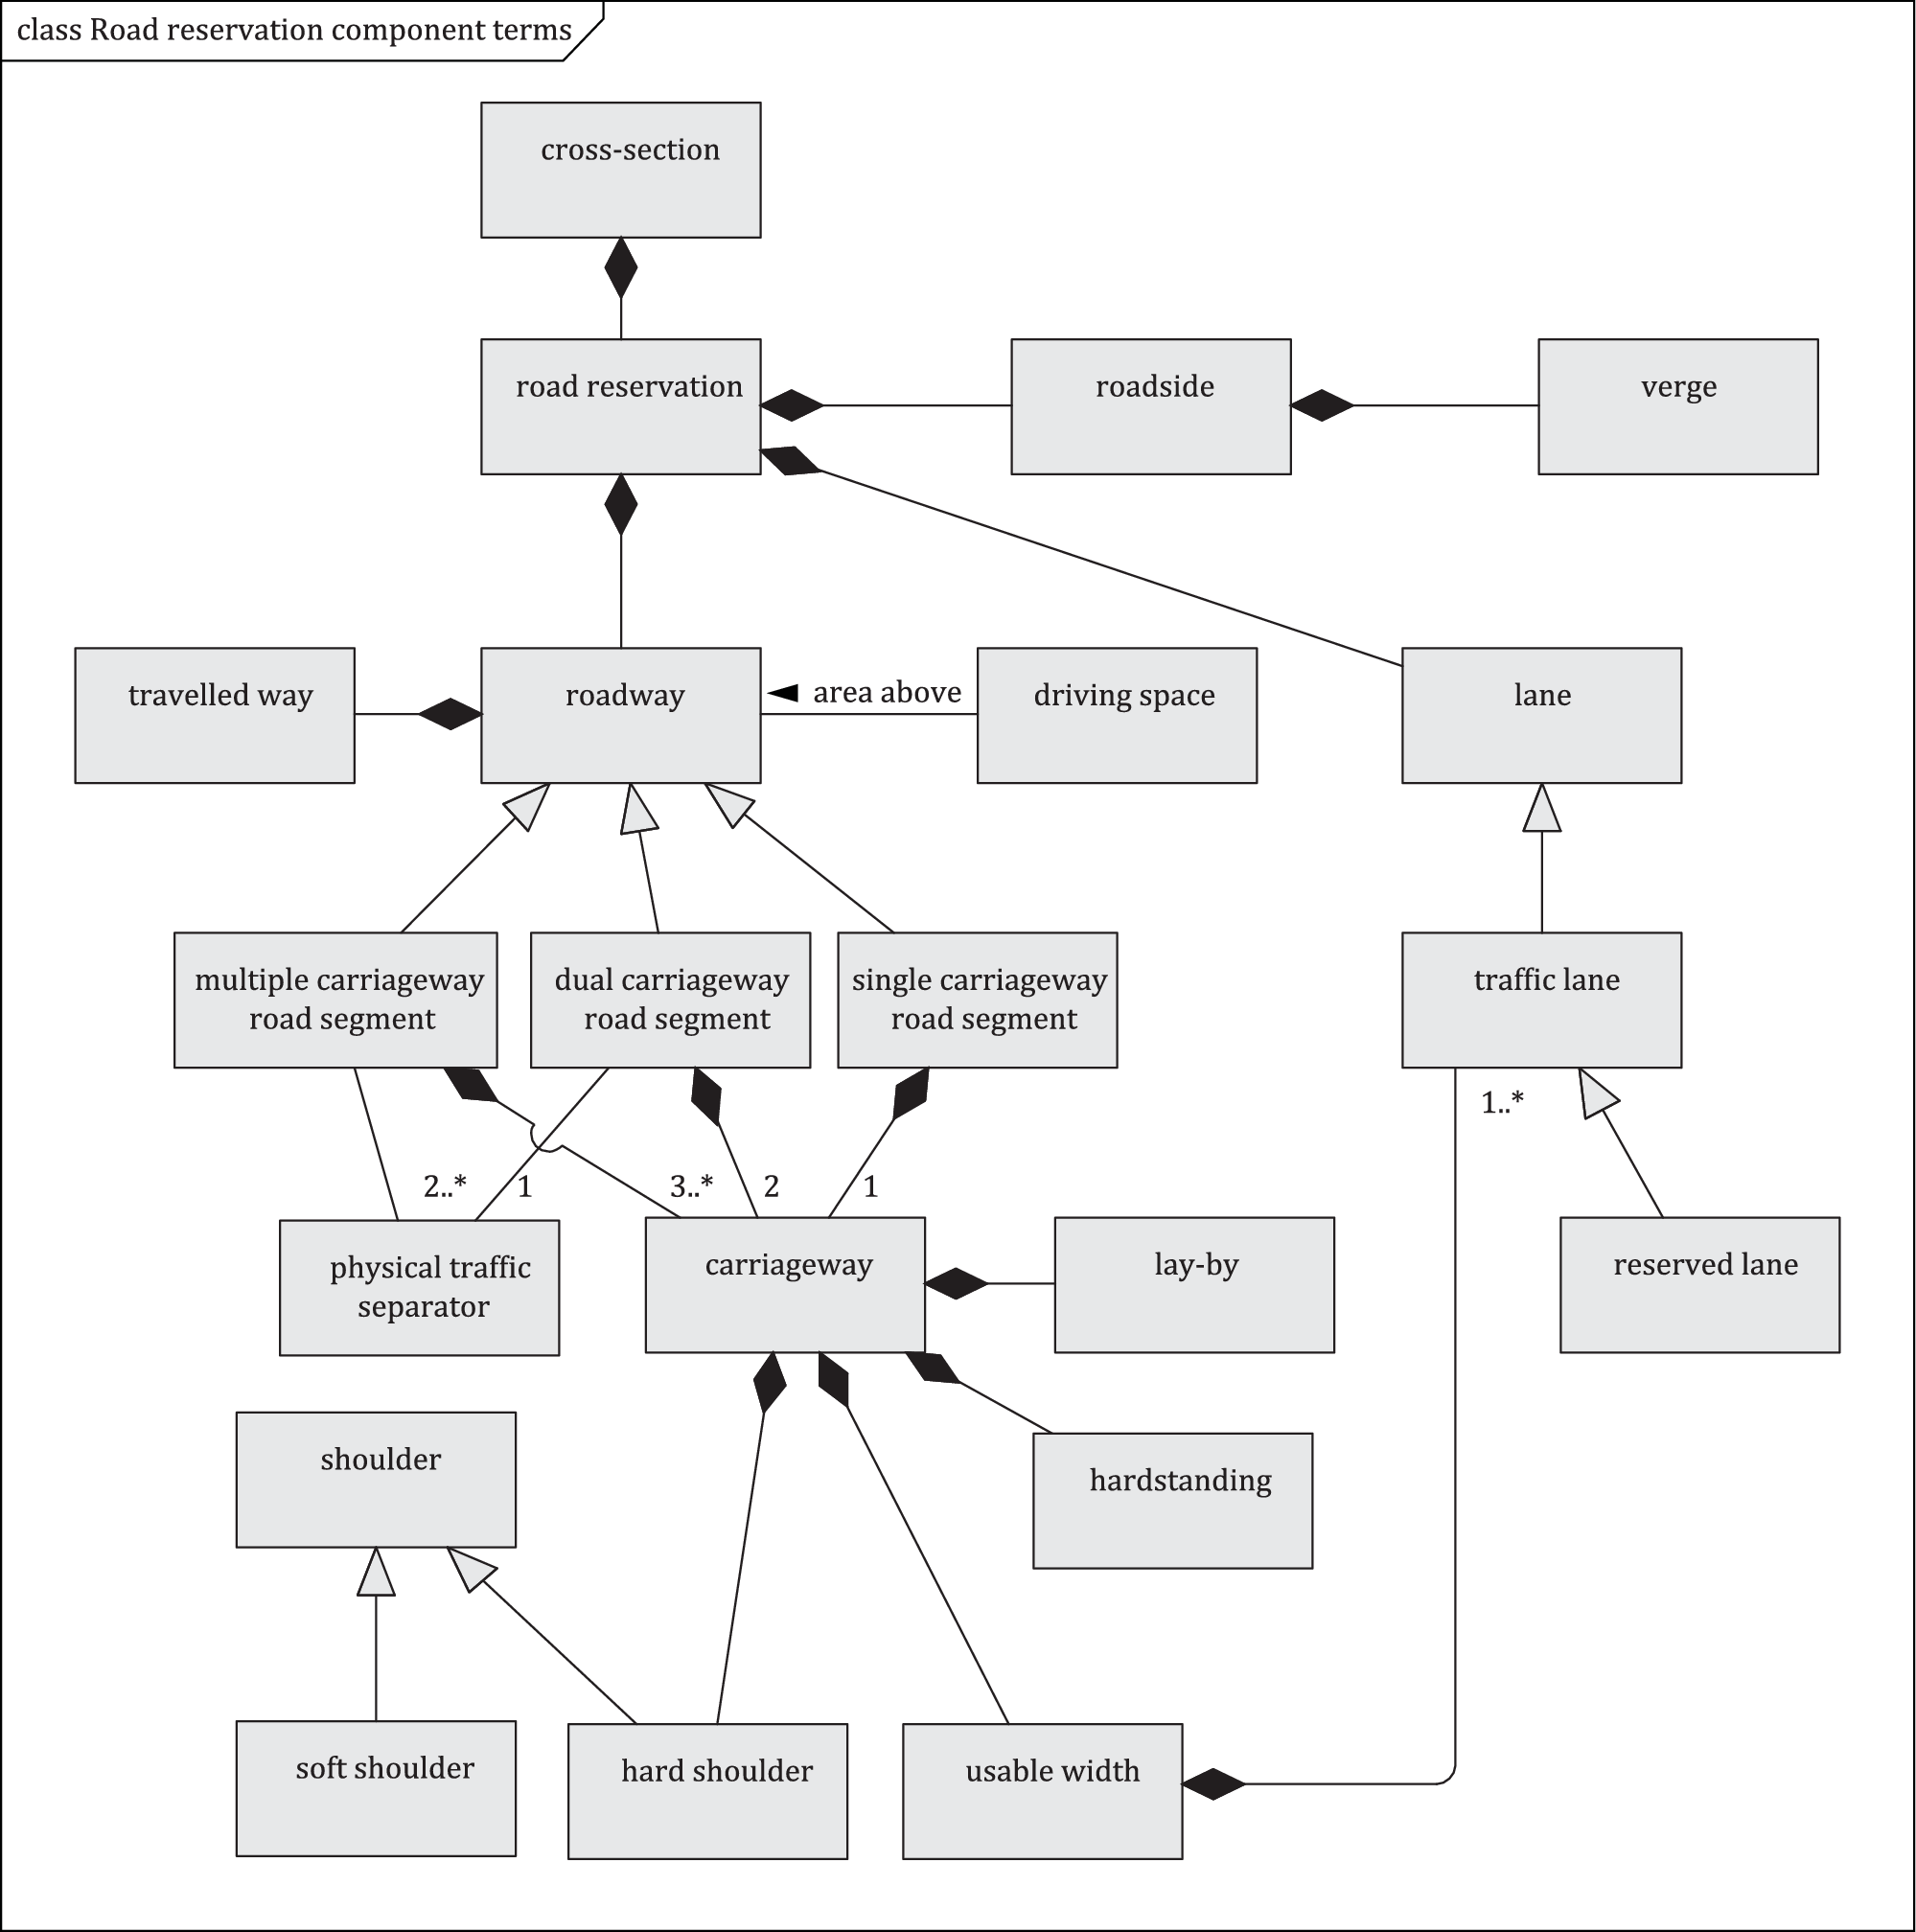 class Road reservation component terms
cross-section
road reservation
roadside
verge
travelled way
roadway
◄ area above
driving space
lane
multiple carriageway
road segment
dual carriageway
road segment
single carriageway
road segment
traffic lane
1..*
2..*
1
3..*
2
1
physical traffic
separator
carriageway
lay-by
reserved lane
shoulder
hardstanding
soft shoulder
hard shoulder
usable width